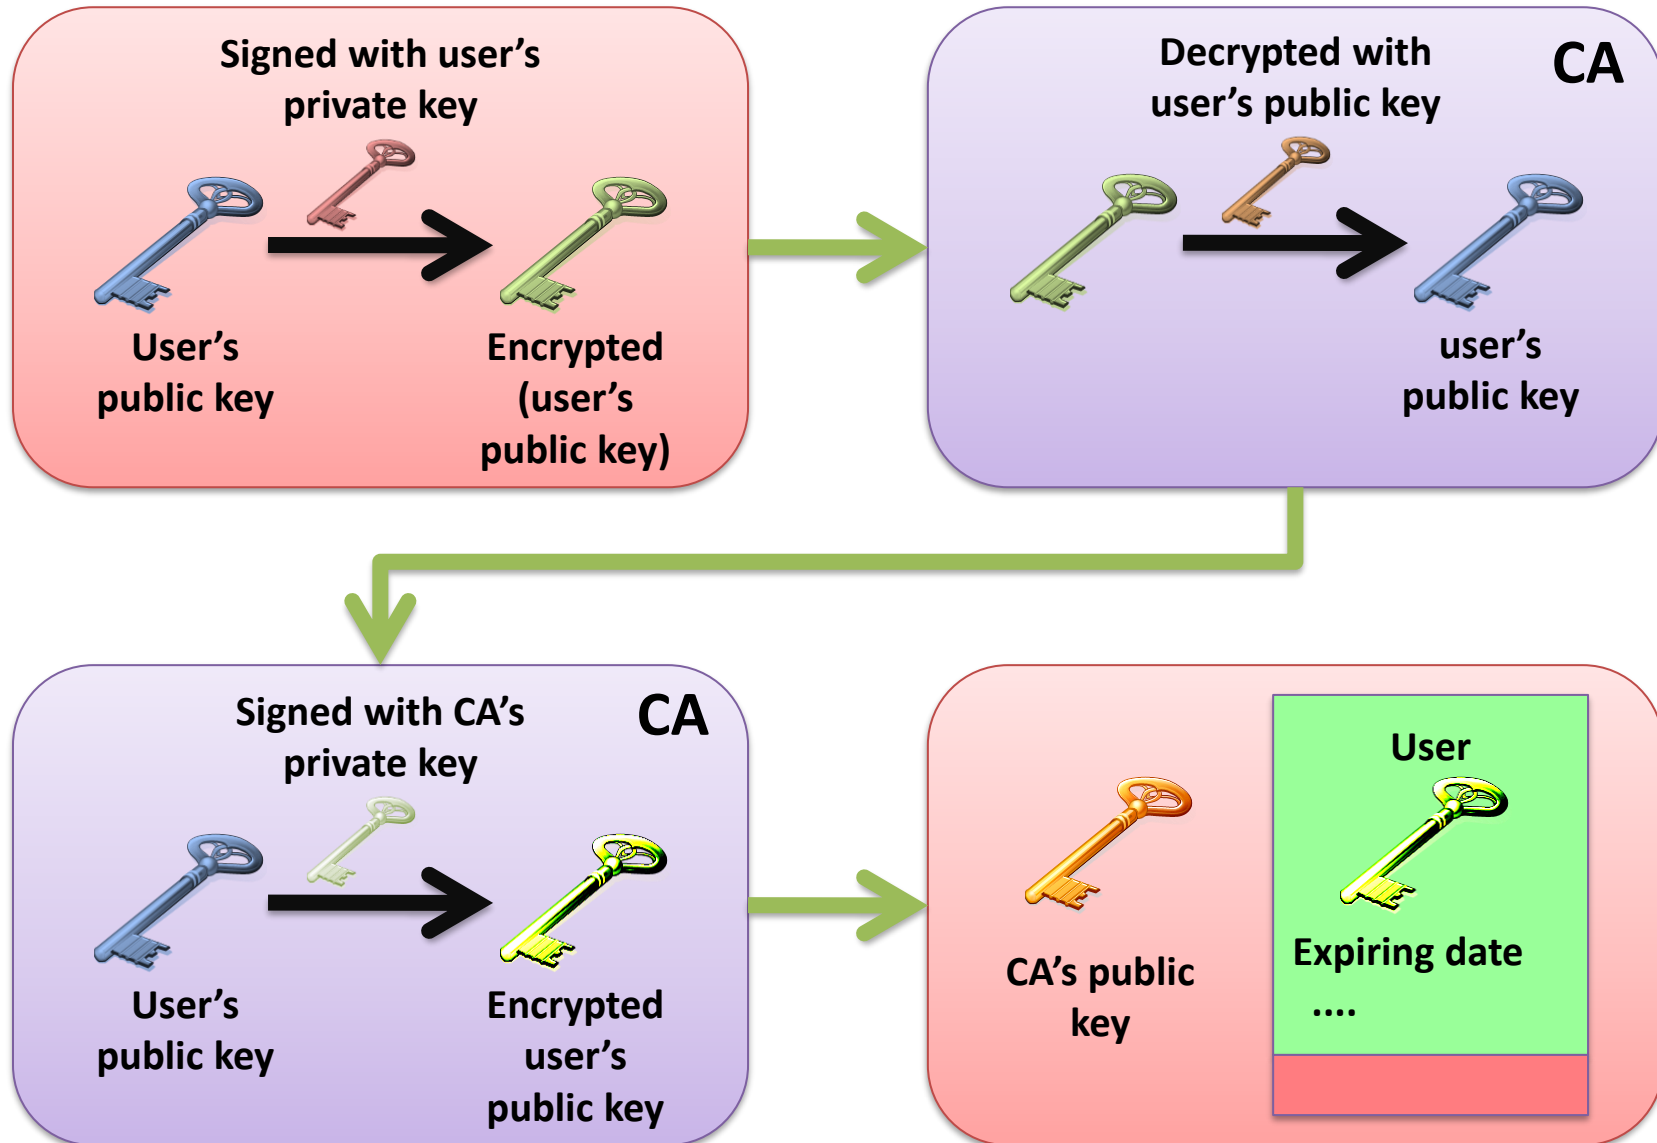 Signed with user's
private key
User's
public key
Encrypted
(user's
public key)
Decrypted with
user's public key
CA
user's
public key
Signed with CA's
private key
CA
User's
public key
Encrypted
user's
public key
CA's public
key
User
Expiring date
....